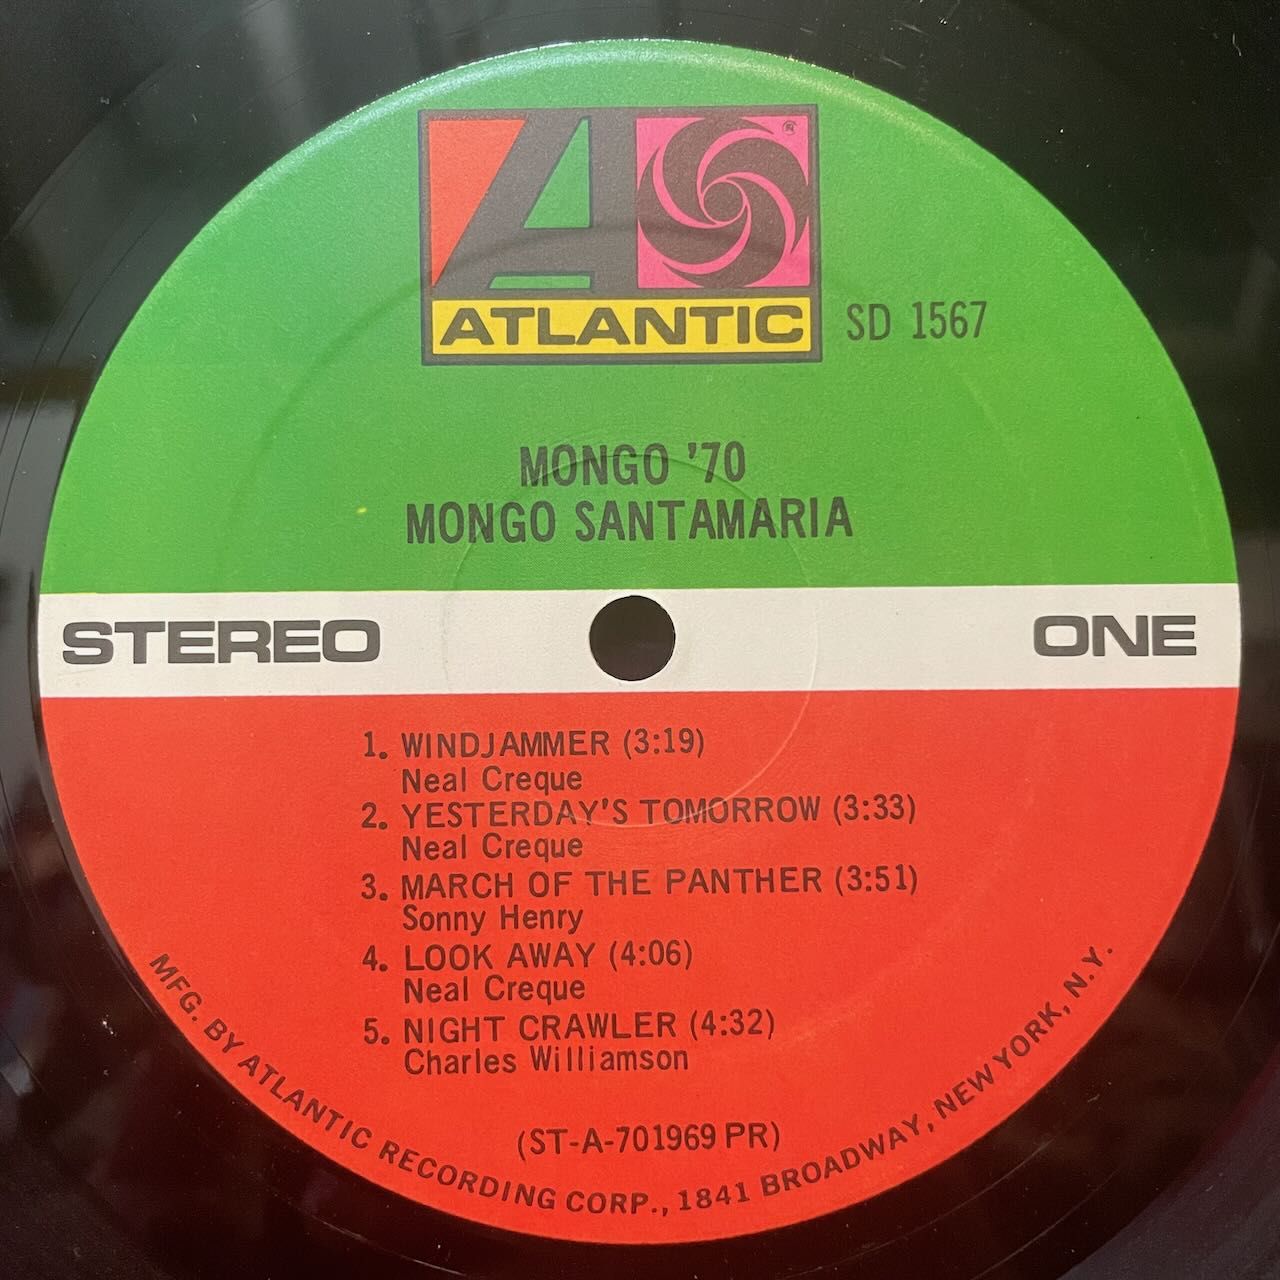 ATLANTIC
®
SD 1567
MONGO '70
MONGO SANTAMARIA
STEREO
ONE
1. WINDJAMMER (3:19)
Neal Creque
2. YESTERDAY'S TOMORROW (3:33)
Neal Creque
3. MARCH OF THE PANTHER (3:51)
Sonny Henry
4. LOOK AWAY (4:06)
Neal Creque
5. NIGHT CRAWLER (4:32)
Charles Williamson
(ST-A-701969 PR)
MFG. BY ATLANTIC RECORDING CORP., 1841 BROADWAY, NEW YORK, N.Y.